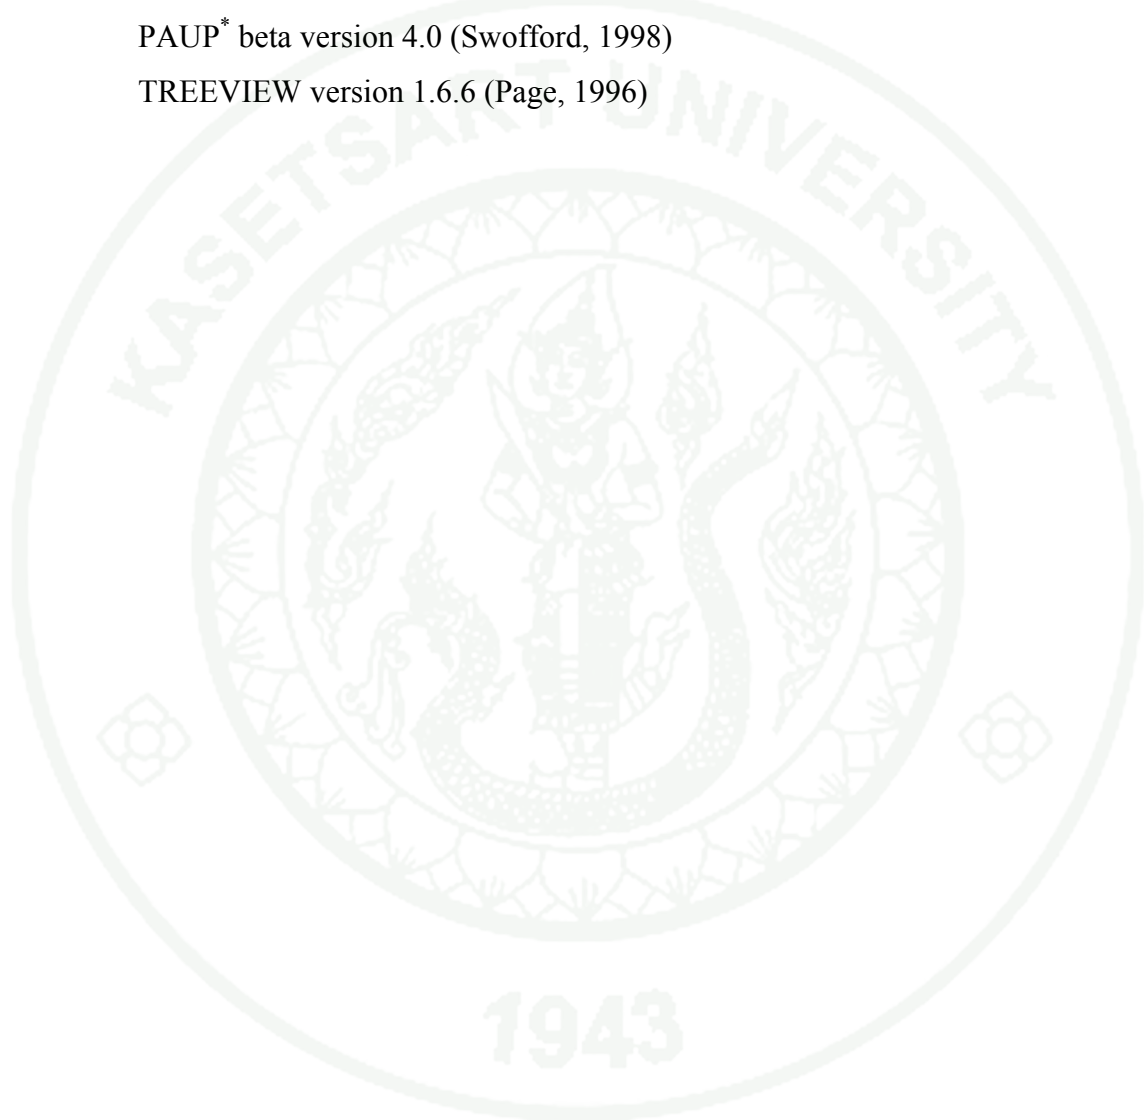 PAUP* beta version 4.0 (Swofford, 1998)
TREEVIEW version 1.6.6 (Page, 1996)
KASETSART UNIVERSITY
1943